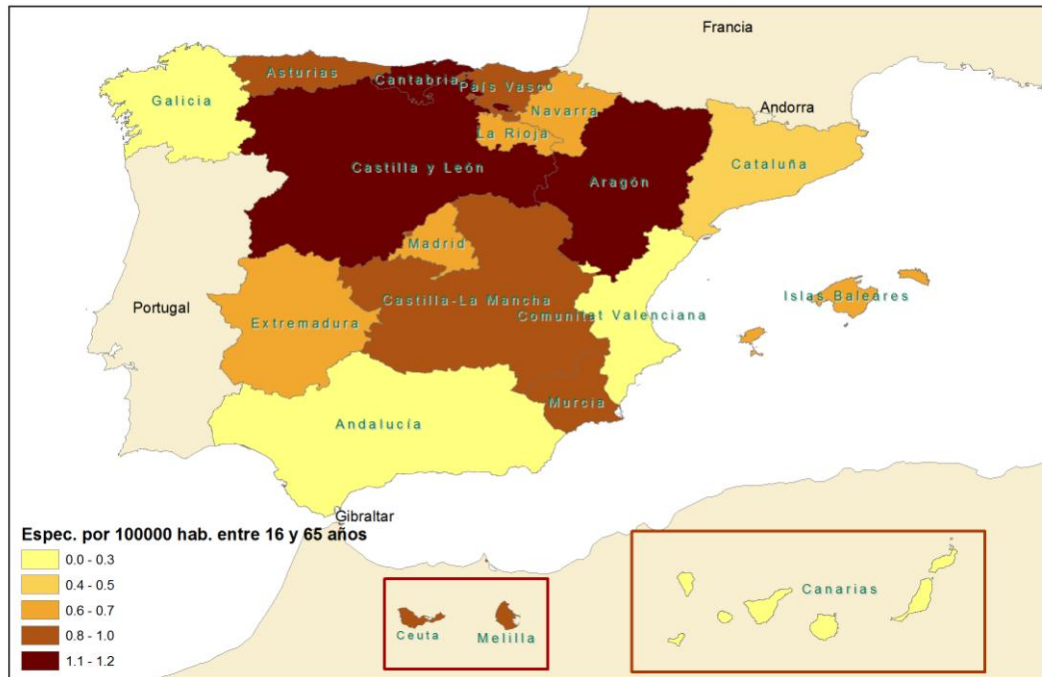 Francia
Asturias
Cantabria
País Vasco
Galicia
Navarra
Andorra
La Rioja
Castilla y León
Aragón
Cataluña
Madrid
Portugal
Castilla-La Mancha
Islas Baleares
Extremadura
Comunitat Valenciana
Murcia
Andalucía
Gibraltar
Espec. por 100000 hab. entre 16 y 65 años
0.0 - 0.3
0.4 - 0.5
0.6 - 0.7
0.8 - 1.0
1.1 - 1.2
Ceuta
Melilla
Canarias